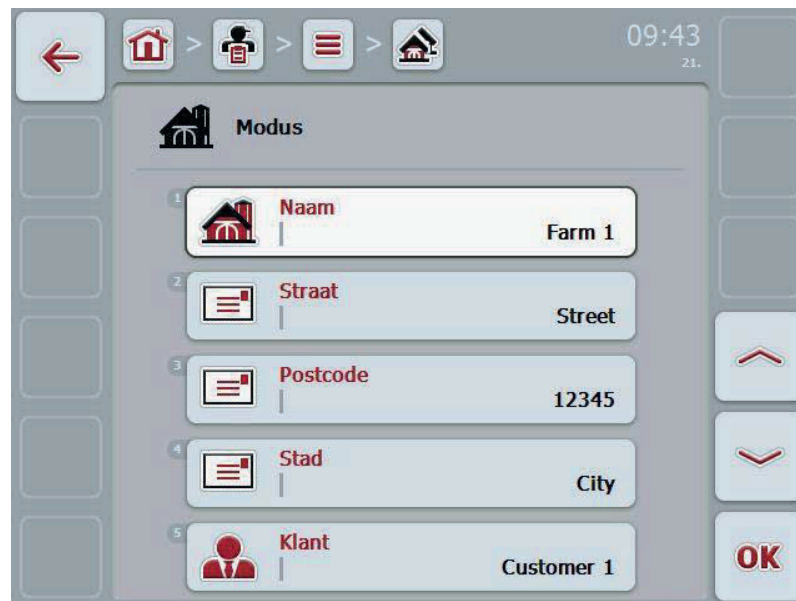 09:43
21.
Modus
1
Naam
Farm 1
2
Straat
Street
3
Postcode
12345
4
Stad
City
5
Klant
Customer 1
OK